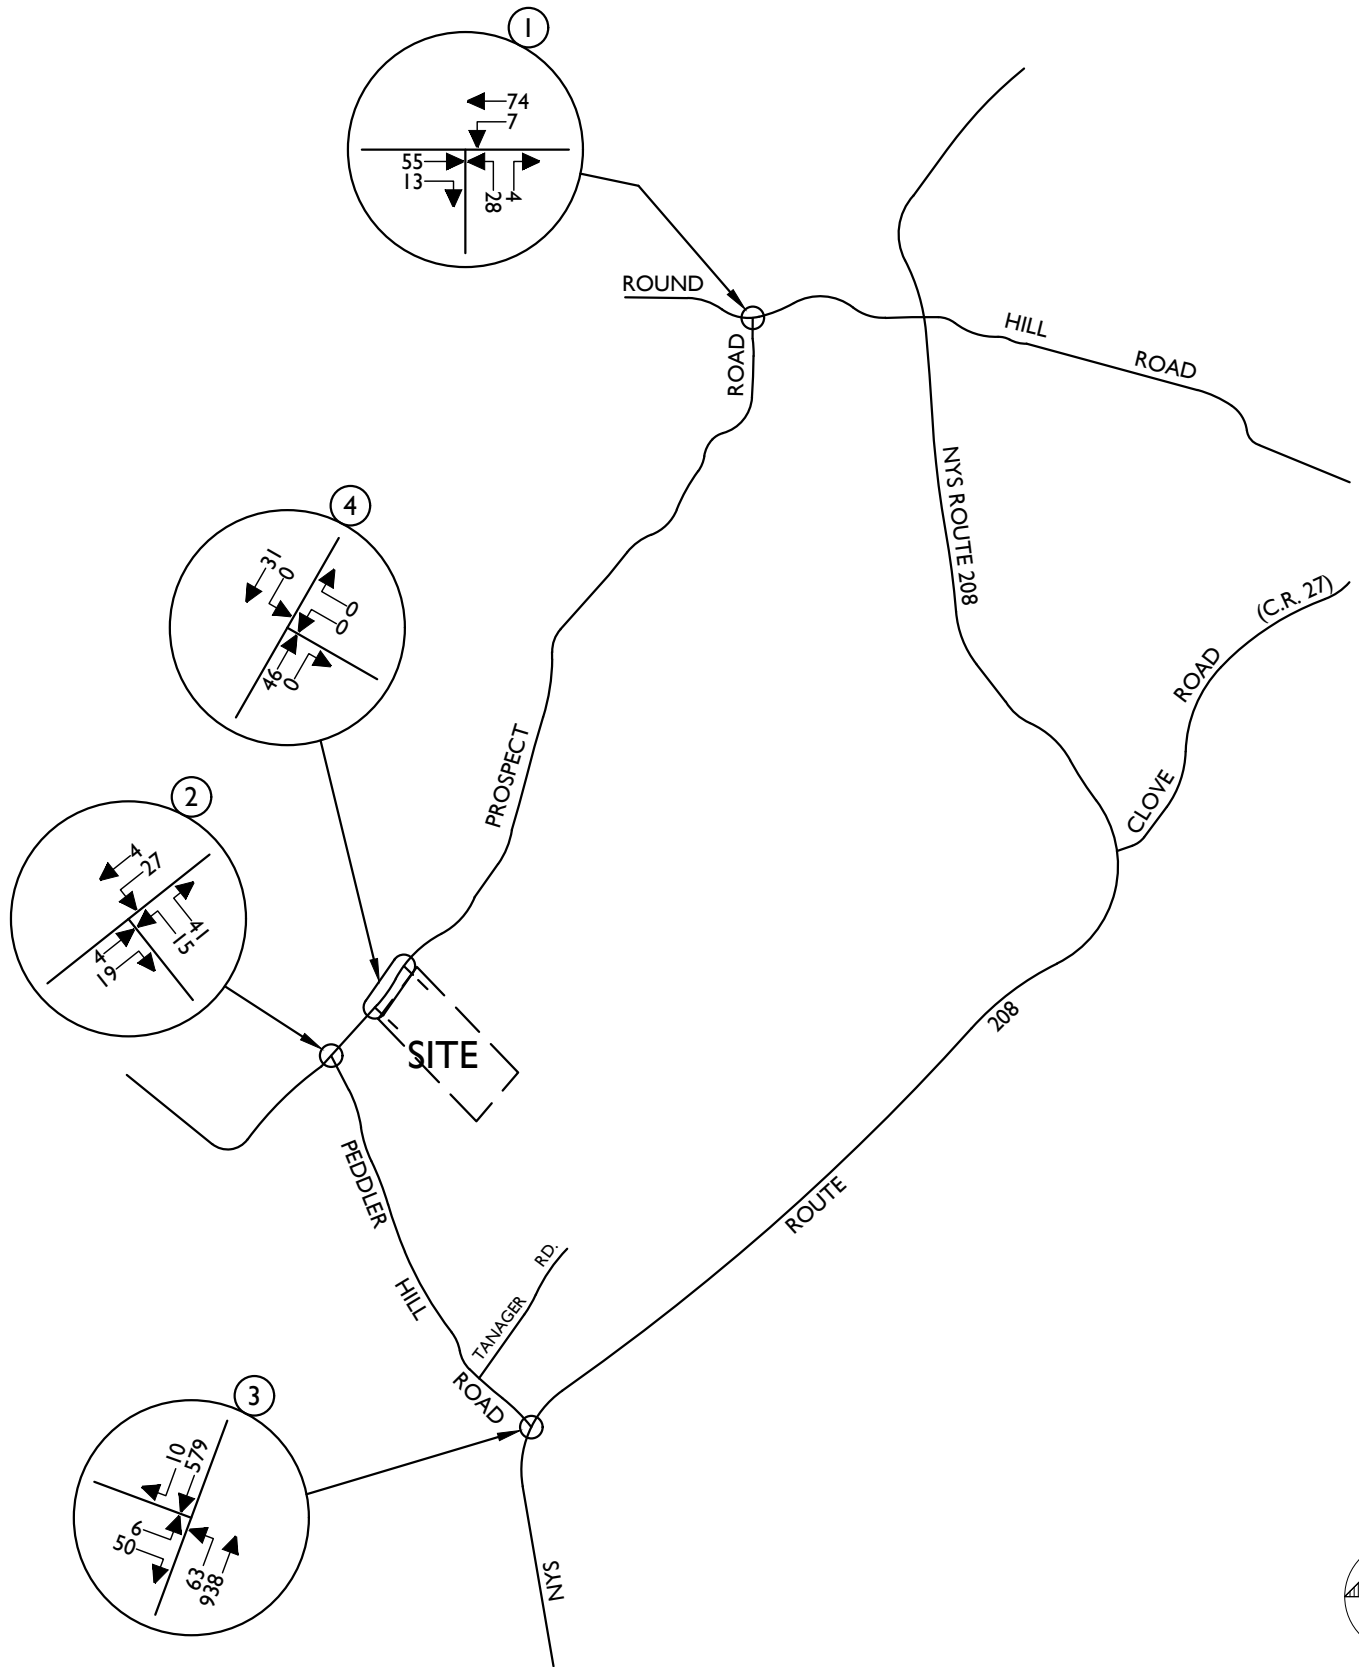 1
74
7
55
13
28
4
ROUND
HILL
ROAD
ROAD
NYS ROUTE 208
4
31
0
0
0
46
0
(C.R. 27)
ROAD
CLOVE
PROSPECT
2
4
27
41
15
4
19
SITE
208
ROUTE
PEDDLER
HILL
ROAD
TANAGER RD.
3
10
579
6
50
63
938
NYS